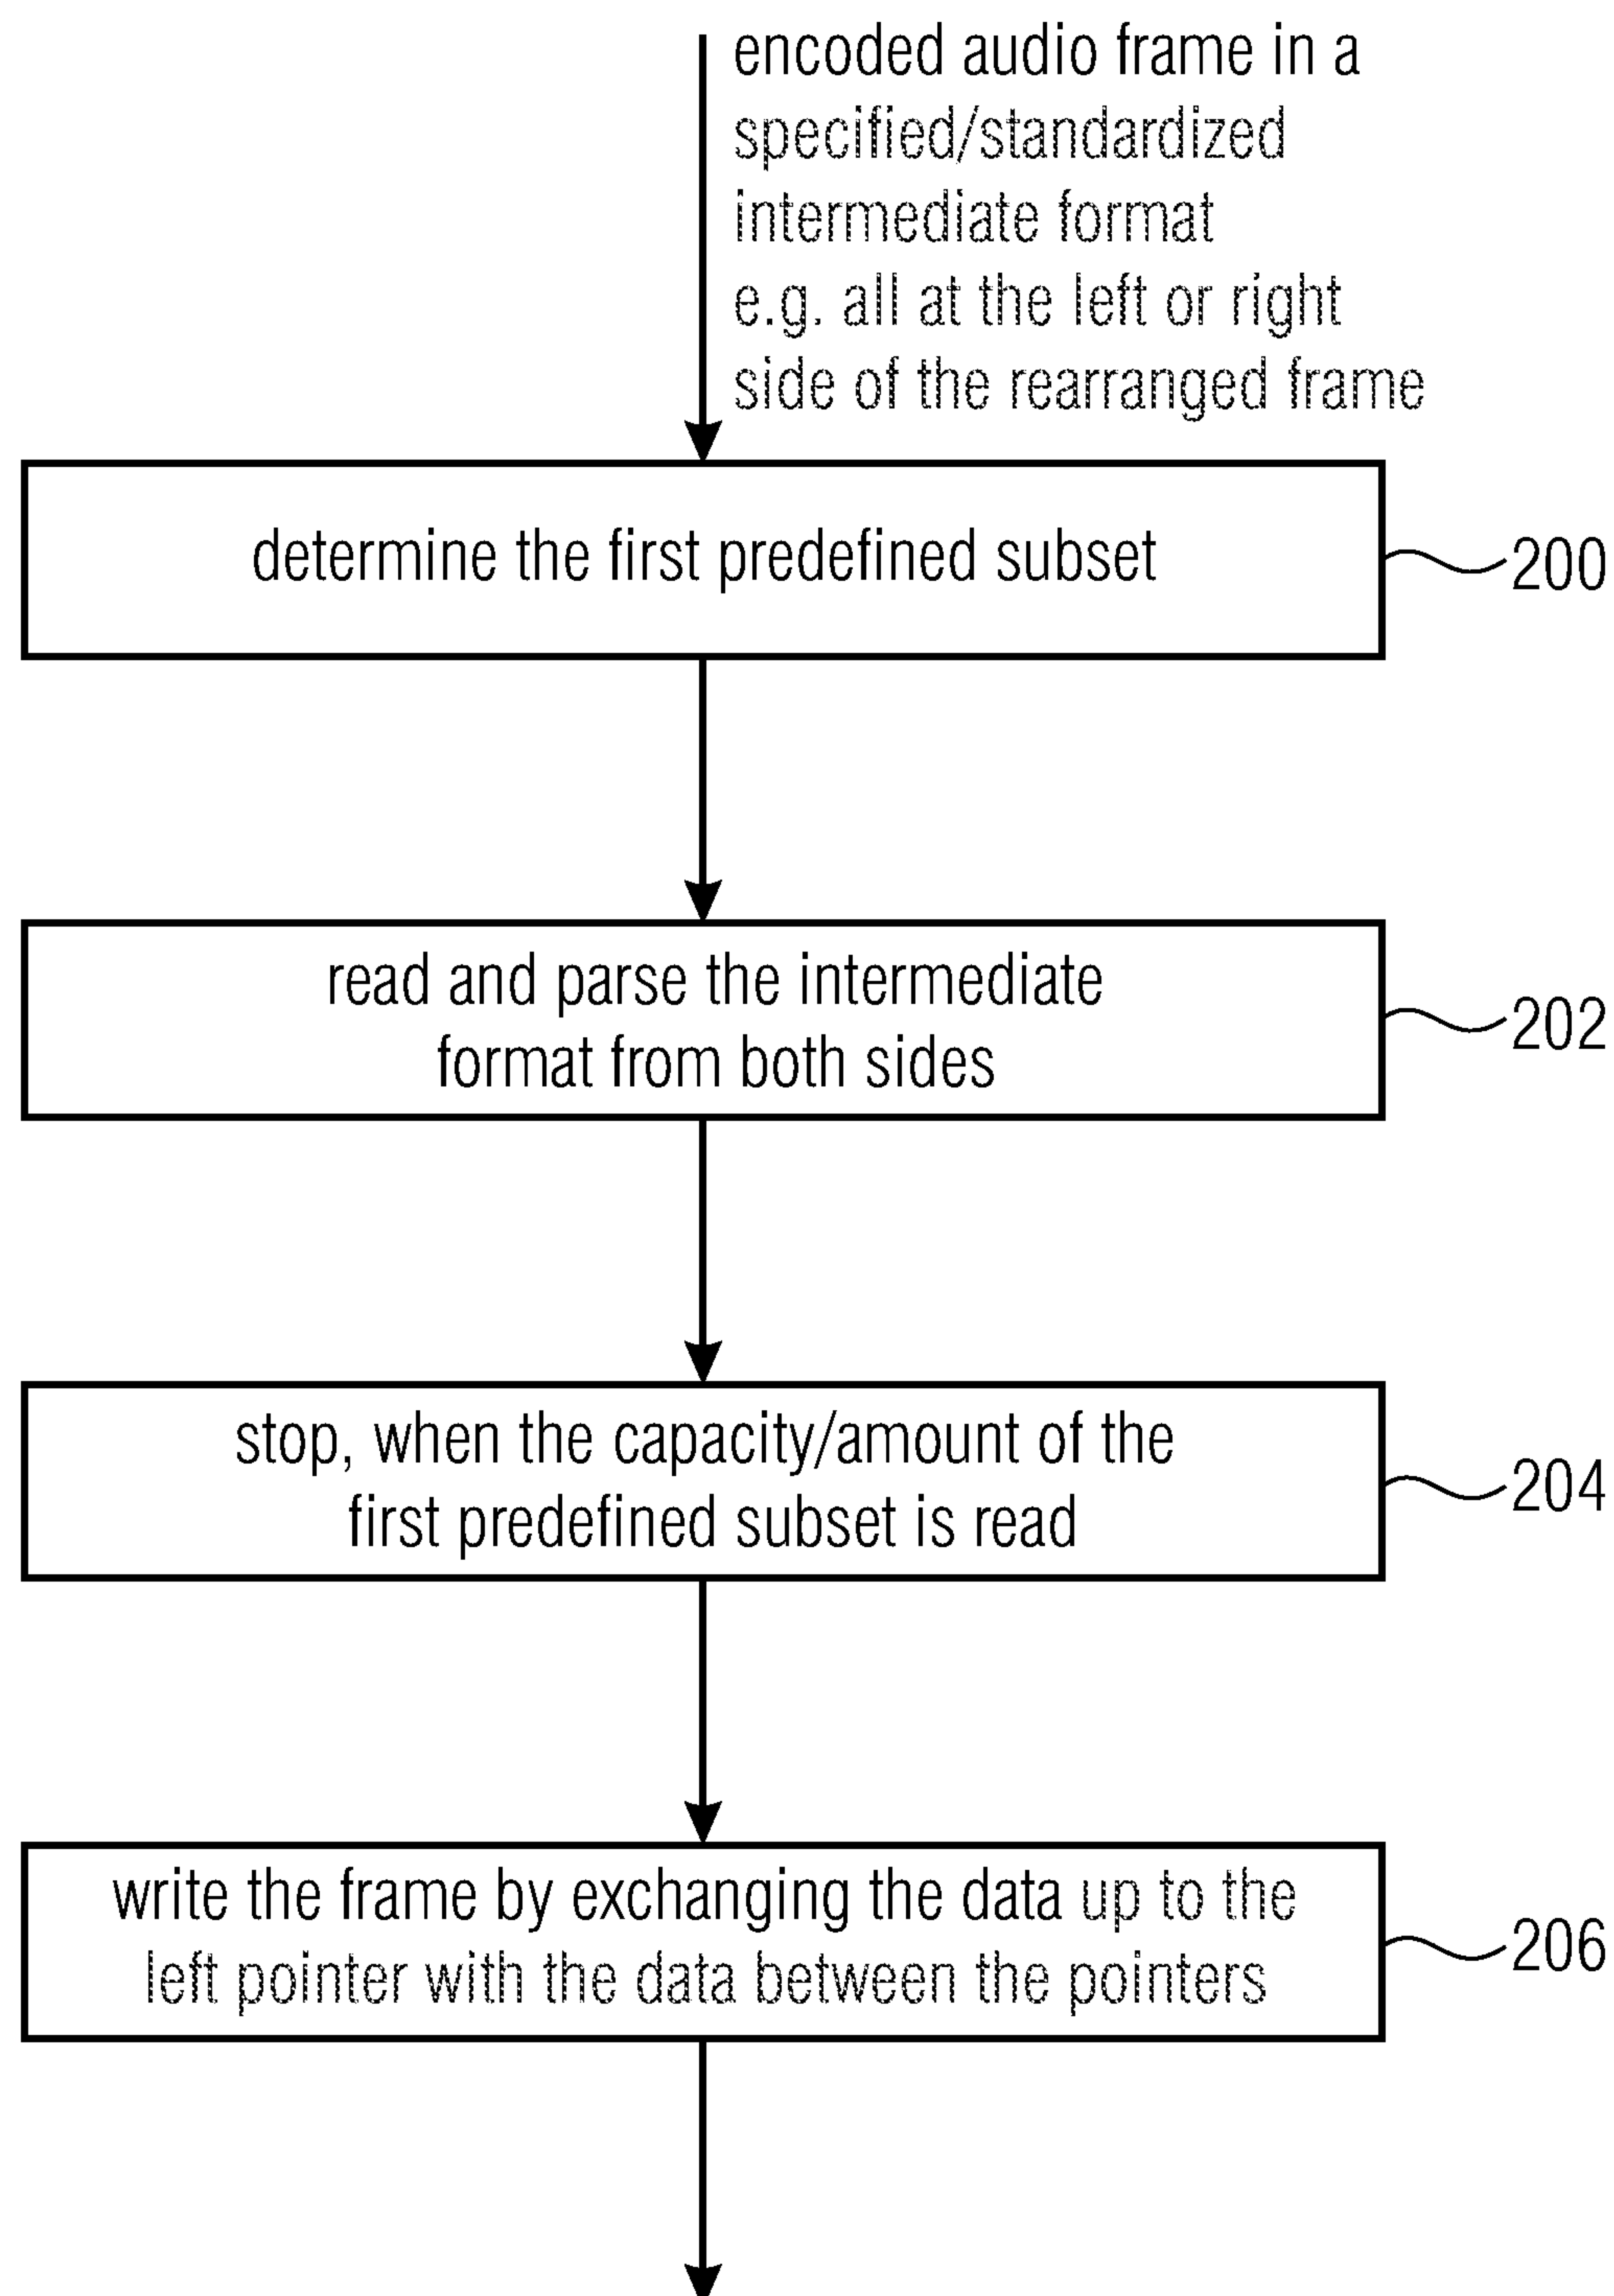 encoded audio frame in a
specified/standardized
intermediate format
e.g. all at the left or right
side of the rearranged frame
determine the first predefined subset
200
read and parse the intermediate
format from both sides
202
stop, when the capacity/amount of the
first predefined subset is read
204
write the frame by exchanging the data up to the
left pointer with the data between the pointers
206